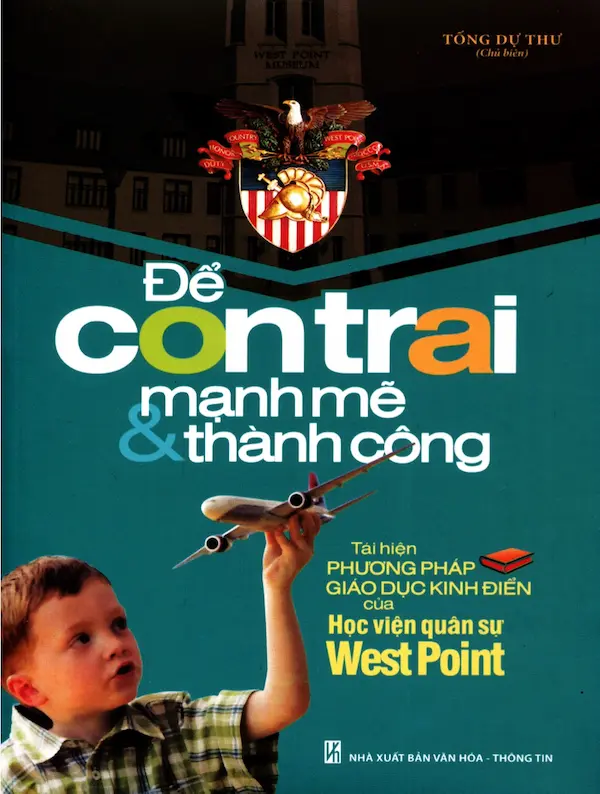 TỐNG DỰ THƯ
(Chủ biên)
WEST POINT
MUSEUM
COUNTRY
WEST POINT
HONOR
DUTY
U.S.M.A.
Để
con trai
mạnh mẽ
& thành công
Tái hiện
PHƯƠNG PHÁP
GIÁO DỤC KINH ĐIỂN
của
Học viện quân sự
West Point
NHÀ XUẤT BẢN VĂN HÓA - THÔNG TIN